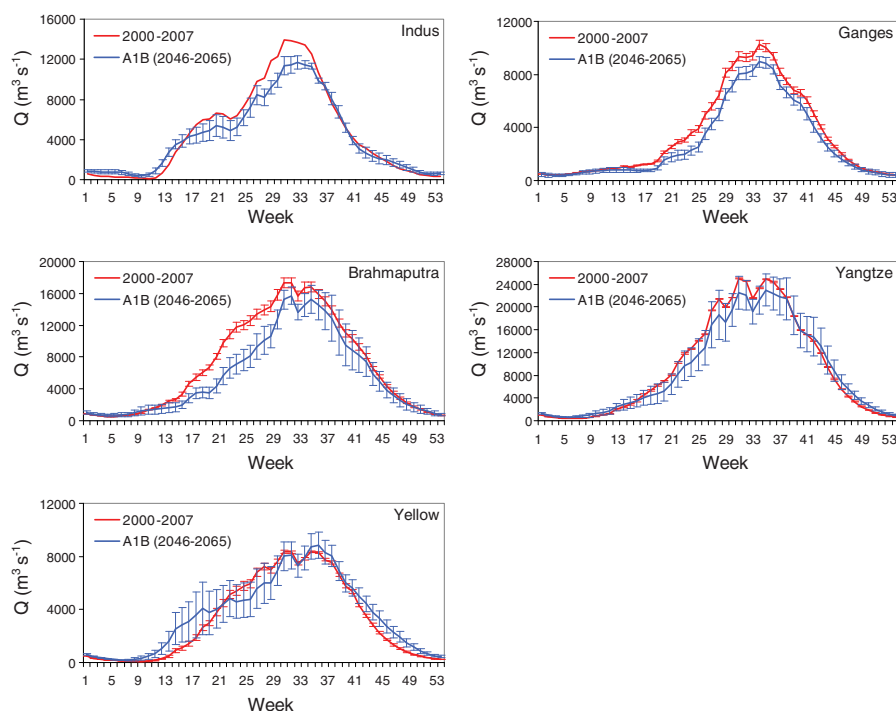 Indus
2000-2007
A1B (2046-2065)
Q (m³ s⁻¹)
16000
12000
8000
4000
0
1 5 9 13 17 21 25 29 33 37 41 45 49 53
Week
Ganges
2000-2007
A1B (2046-2065)
Q (m³ s⁻¹)
12000
8000
4000
0
1 5 9 13 17 21 25 29 33 37 41 45 49 53
Week
Brahmaputra
2000-2007
A1B (2046-2065)
Q (m³ s⁻¹)
20000
16000
12000
8000
4000
0
1 5 9 13 17 21 25 29 33 37 41 45 49 53
Week
Yangtze
2000-2007
A1B (2046-2065)
Q (m³ s⁻¹)
28000
24000
20000
16000
12000
8000
4000
0
1 5 9 13 17 21 25 29 33 37 41 45 49 53
Week
Yellow
2000-2007
A1B (2046-2065)
Q (m³ s⁻¹)
12000
8000
4000
0
1 5 9 13 17 21 25 29 33 37 41 45 49 53
Week